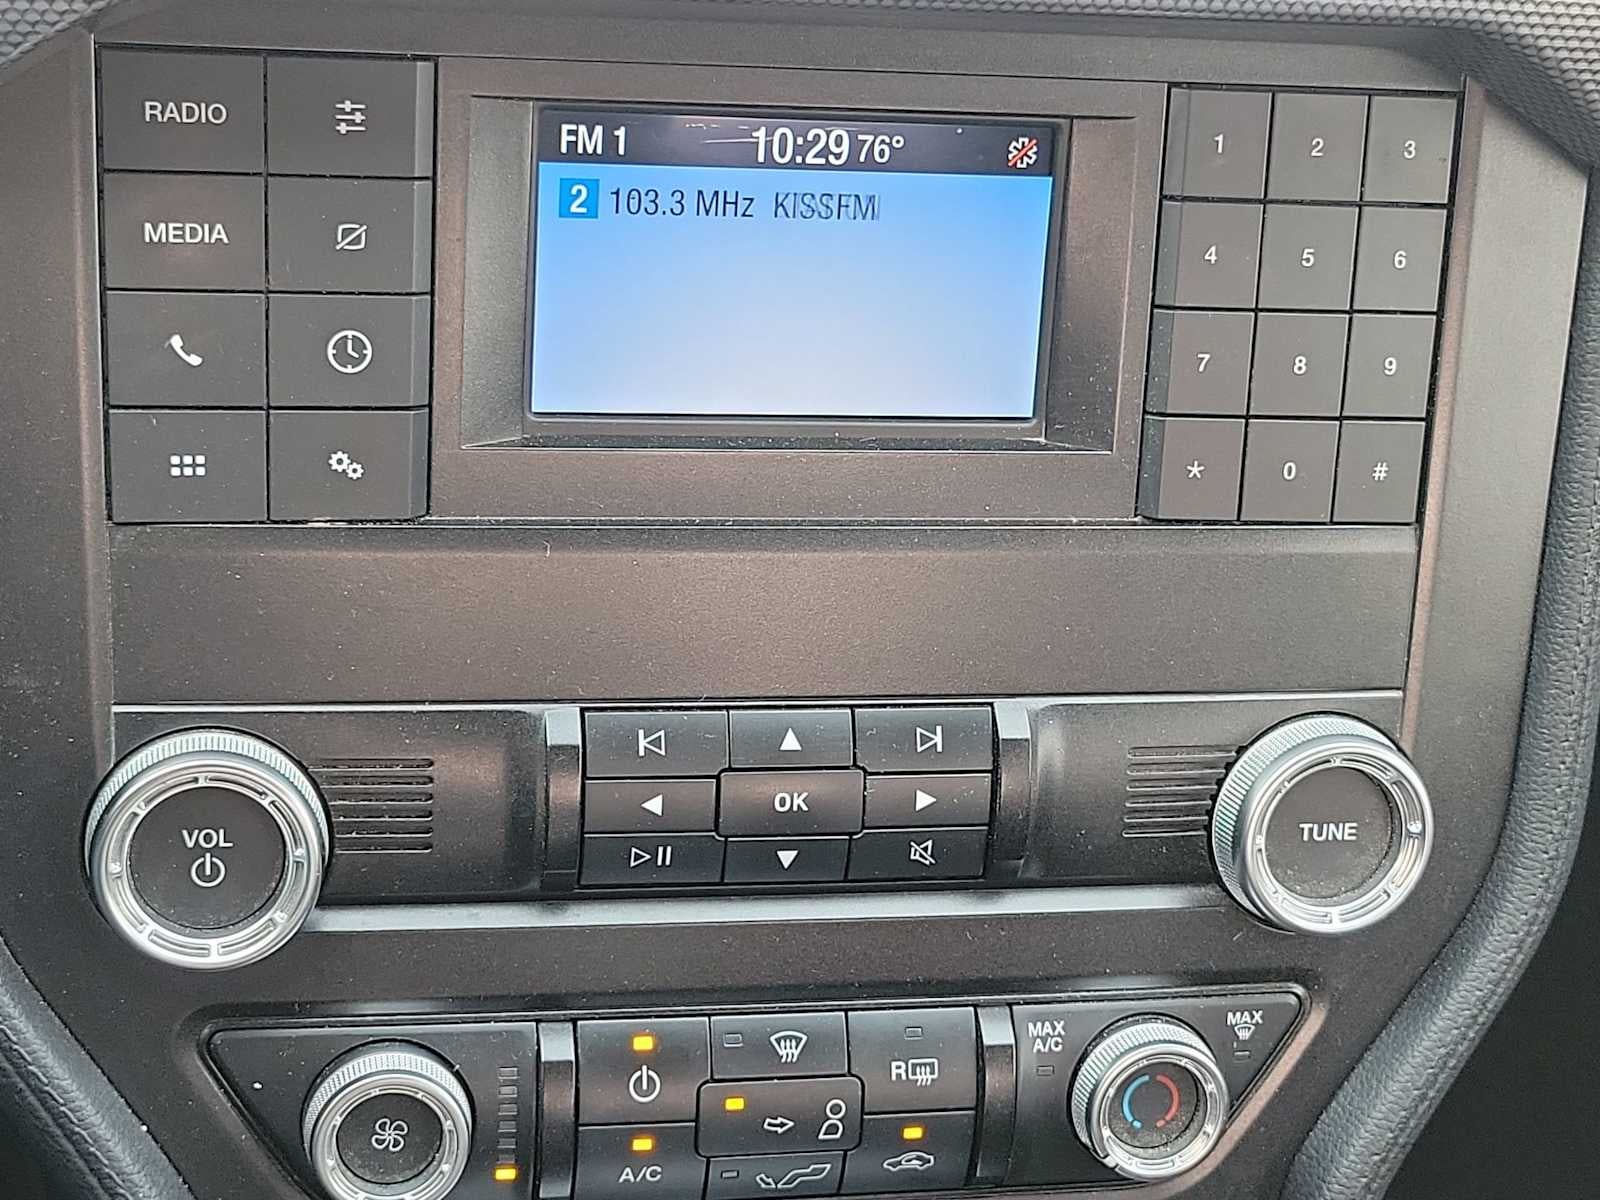 RADIO
MEDIA
FM 1 10:29 76°
2 103.3 MHz KISSFM
1 2 3
4 5 6
7 8 9
* 0 #
VOL
OK
TUNE
MAX
A/C
MAX
R
A/C